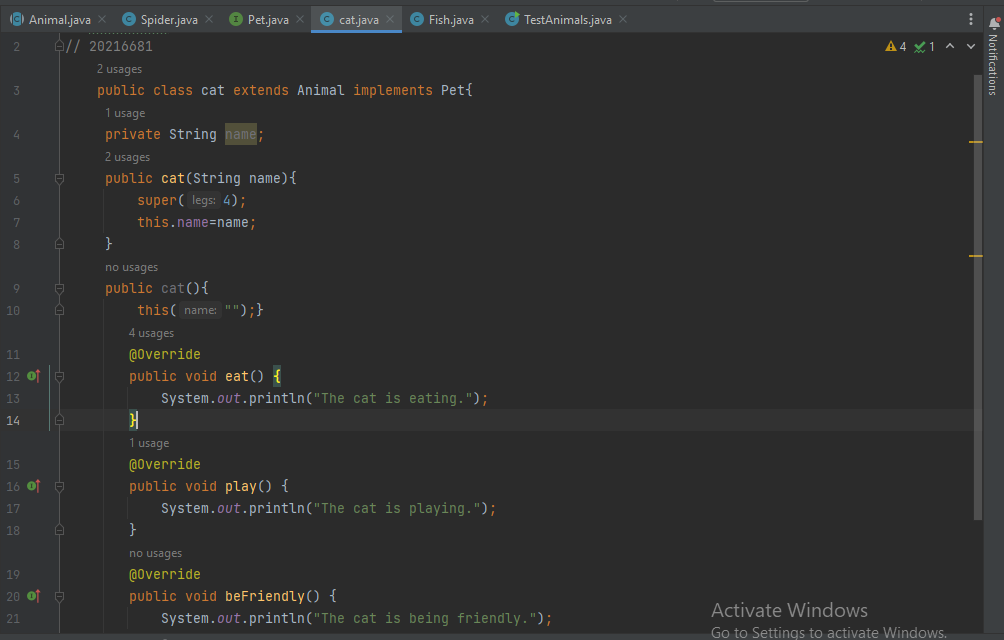 Animal.java Spider.java Pet.java cat.java Fish.java TestAnimals.java
Notifications
2 // 20216681 4 1
2 usages
3 public class cat extends Animal implements Pet{
1 usage
4 private String name;
2 usages
5 public cat(String name){
6 super( legs: 4);
7 this.name=name;
8 }
no usages
9 public cat(){
10 this( name: "");}
4 usages
11 @Override
12 public void eat() {
13 System.out.println("The cat is eating.");
14 }
1 usage
15 @Override
16 public void play() {
17 System.out.println("The cat is playing.");
18 }
no usages
19 @Override
20 public void beFriendly() {
21 System.out.println("The cat is being friendly.");
Activate Windows
Go to Settings to activate Windows.